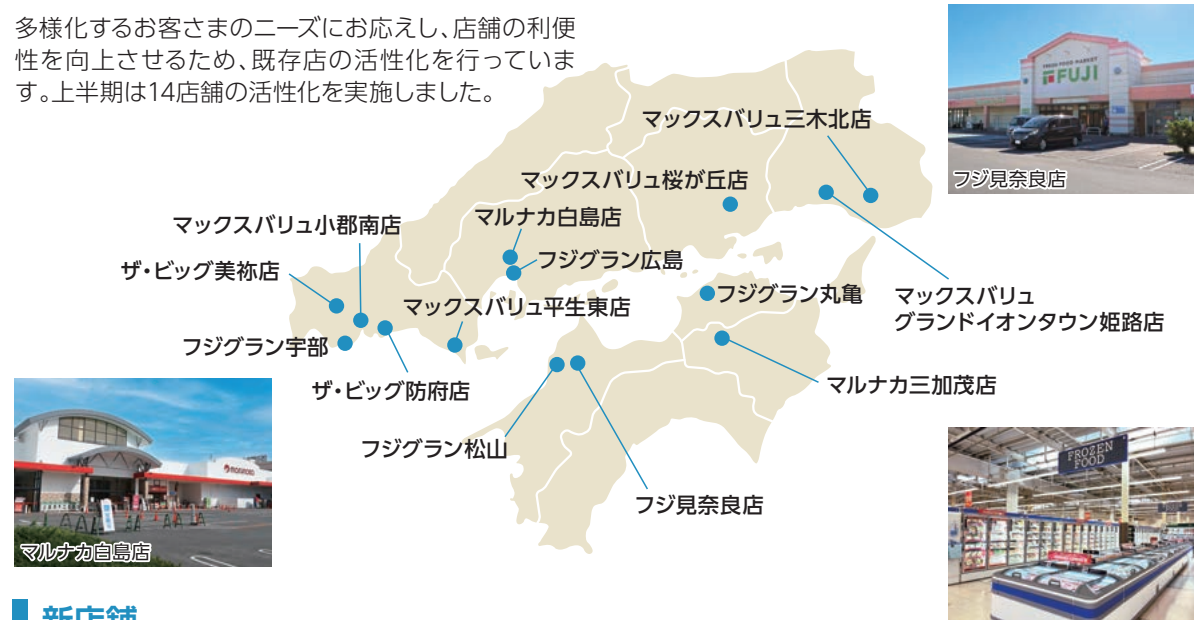 多様化するお客さまのニーズにお応えし、店舗の利便
性を向上させるため、既存店の活性化を行っていま
す。上半期は14店舗の活性化を実施しました。
マックスバリュ三木北店
FRESH FOOD MARKET
FUJI
フジ見奈良店
マックスバリュ桜が丘店
マルナカ白島店
マックスバリュ小郡南店
フジグラン広島
ザ・ビッグ美祢店
マックスバリュ平生東店
フジグラン丸亀
マックスバリュ
グランドイオンタウン姫路店
フジグラン宇部
ザ・ビッグ防府店
マルナカ三加茂店
フジグラン松山
フジ見奈良店
マルナカ白島店
FROZEN
FOOD
新店舗